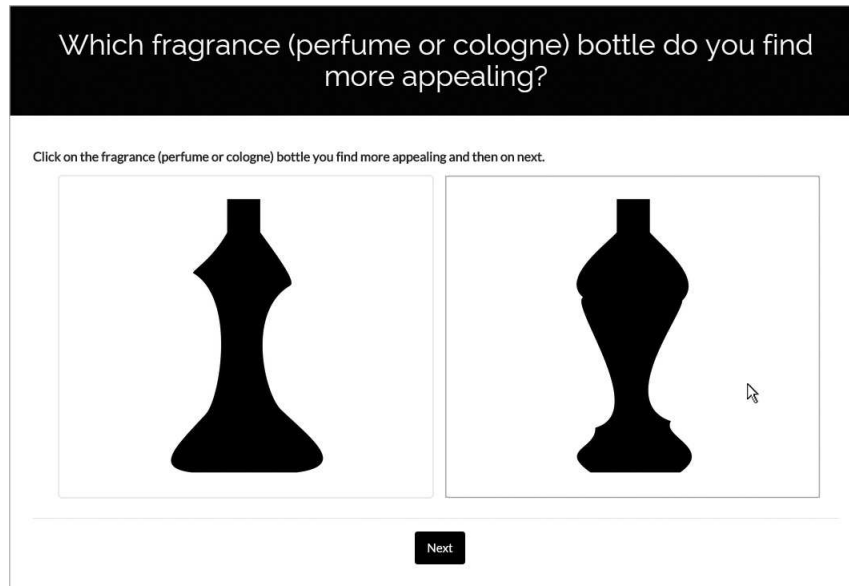 Which fragrance (perfume or cologne) bottle do you find
more appealing?
Click on the fragrance (perfume or cologne) bottle you find more appealing and then on next.
Next